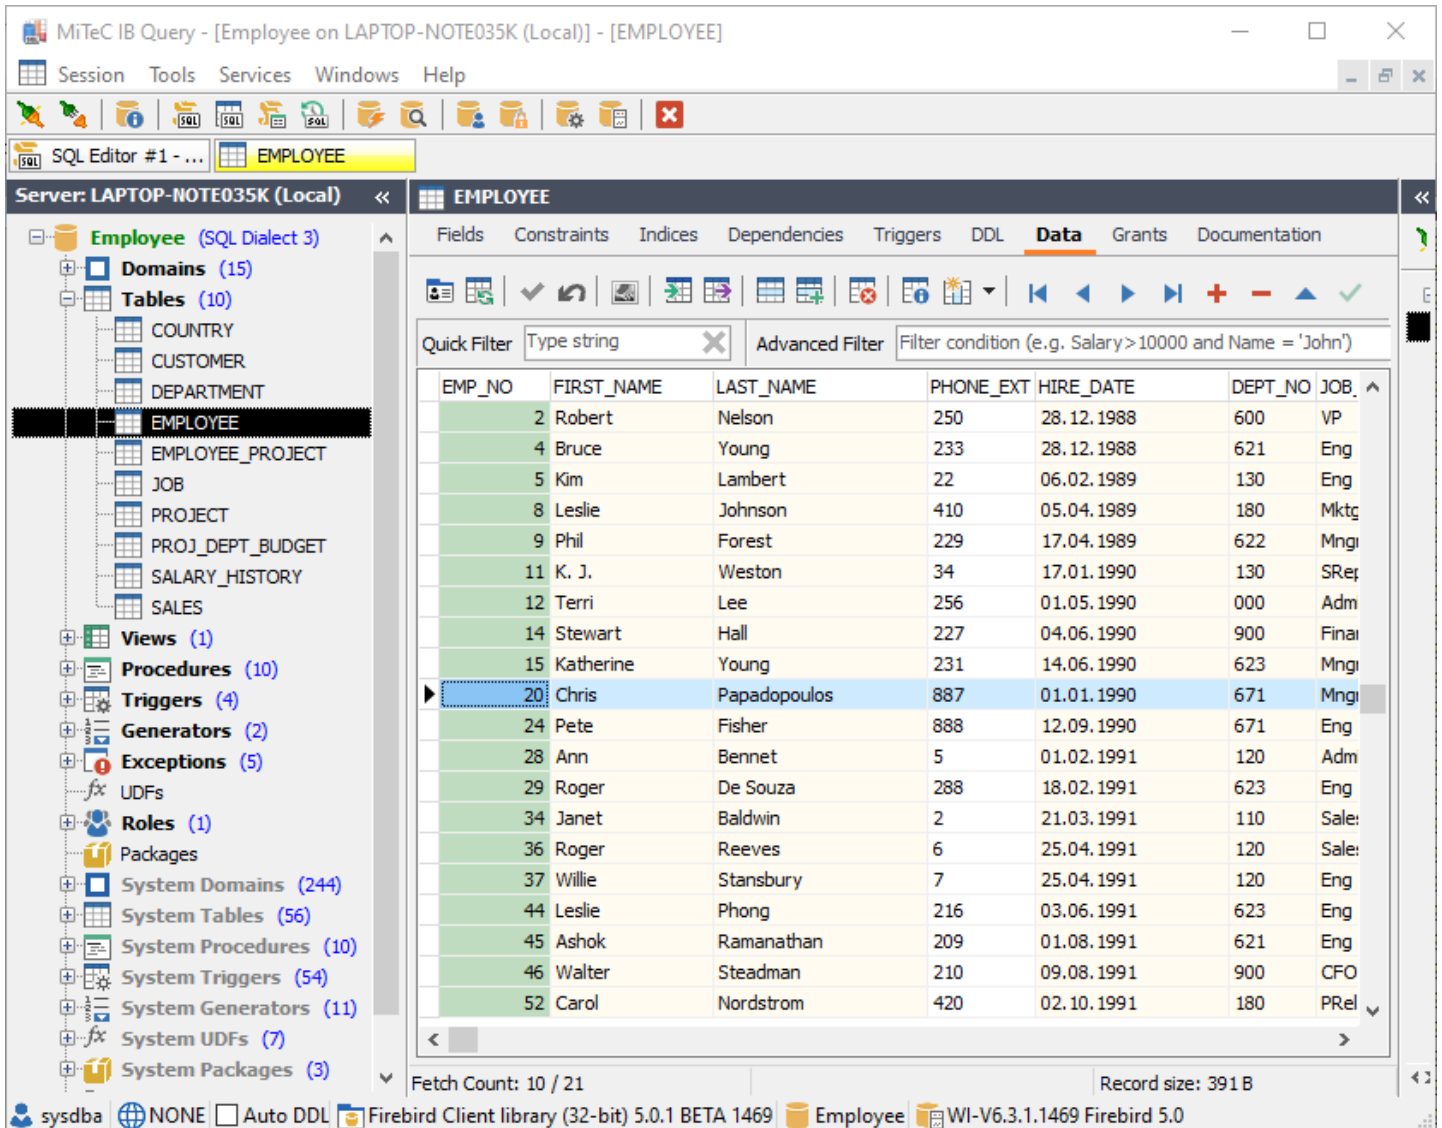 MiTeC IB Query - [Employee on LAPTOP-NOTE035K (Local)] - [EMPLOYEE]
Session Tools Services Windows Help
SQL Editor #1 - ... EMPLOYEE
Server: LAPTOP-NOTE035K (Local)
Employee (SQL Dialect 3)
Domains (15)
Tables (10)
COUNTRY
CUSTOMER
DEPARTMENT
EMPLOYEE
EMPLOYEE_PROJECT
JOB
PROJECT
PROJ_DEPT_BUDGET
SALARY_HISTORY
SALES
Views (1)
Procedures (10)
Triggers (4)
Generators (2)
Exceptions (5)
fx UDFs
Roles (1)
Packages
System Domains (244)
System Tables (56)
System Procedures (10)
System Triggers (54)
System Generators (11)
fx System UDFs (7)
System Packages (3)
EMPLOYEE
Fields Constraints Indices Dependencies Triggers DDL Data Grants Documentation
Quick Filter Type string Advanced Filter Filter condition (e.g. Salary>10000 and Name = 'John')
EMP_NO FIRST_NAME LAST_NAME PHONE_EXT HIRE_DATE DEPT_NO JOB_
2 Robert Nelson 250 28.12.1988 600 VP
4 Bruce Young 233 28.12.1988 621 Eng
5 Kim Lambert 22 06.02.1989 130 Eng
8 Leslie Johnson 410 05.04.1989 180 Mktg
9 Phil Forest 229 17.04.1989 622 Mngr
11 K. J. Weston 34 17.01.1990 130 SRep
12 Terri Lee 256 01.05.1990 000 Adm
14 Stewart Hall 227 04.06.1990 900 Finan
15 Katherine Young 231 14.06.1990 623 Mngr
20 Chris Papadopoulos 887 01.01.1990 671 Mngr
24 Pete Fisher 888 12.09.1990 671 Eng
28 Ann Bennet 5 01.02.1991 120 Adm
29 Roger De Souza 288 18.02.1991 623 Eng
34 Janet Baldwin 2 21.03.1991 110 Sales
36 Roger Reeves 6 25.04.1991 120 Sales
37 Willie Stansbury 7 25.04.1991 120 Eng
44 Leslie Phong 216 03.06.1991 623 Eng
45 Ashok Ramanathan 209 01.08.1991 621 Eng
46 Walter Steadman 210 09.08.1991 900 CFO
52 Carol Nordstrom 420 02.10.1991 180 PRel
Fetch Count: 10 / 21 Record size: 391 B
sysdba NONE Auto DDL Firebird Client library (32-bit) 5.0.1 BETA 1469 Employee WI-V6.3.1.1469 Firebird 5.0